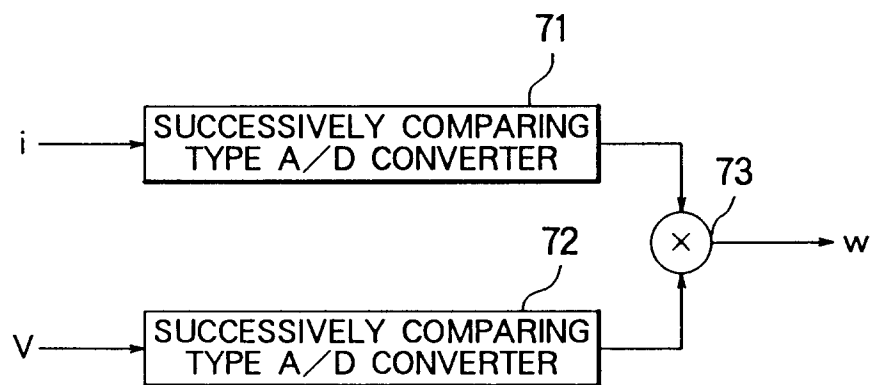 71
i
SUCCESSIVELY COMPARING
TYPE A/D CONVERTER
73
×
w
72
V
SUCCESSIVELY COMPARING
TYPE A/D CONVERTER